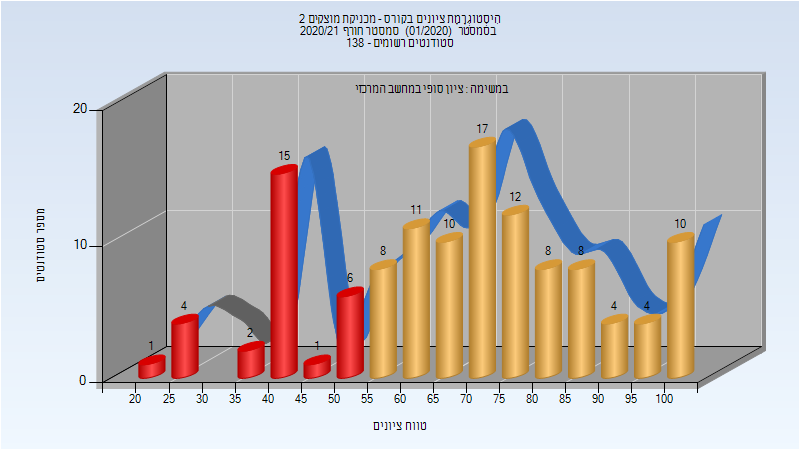 היסטוגרמת ציונים בקורס - מכניקת מוצקים 2
בסמסטר (01/2020) סמסטר חורף 2020/21
סטודנטים רשומים - 138
במשימה : ציון סופי במחשב המרכזי
מספר סטודנטים
20
10
0
1
4
2
15
1
6
8
11
10
17
12
8
8
4
4
10
20 25 30 35 40 45 50 55 60 65 70 75 80 85 90 95 100
טווח ציונים